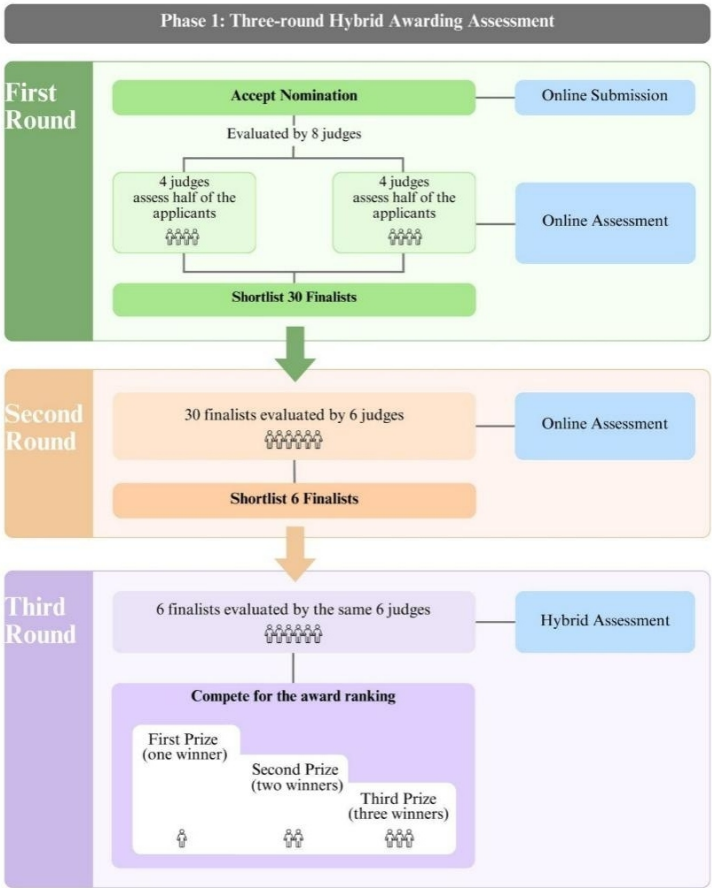 Phase 1: Three-round Hybrid Awarding Assessment
First
Round
Accept Nomination
Online Submission
Evaluated by 8 judges
4 judges
assess half of the
applicants
4 judges
assess half of the
applicants
Online Assessment
Shortlist 30 Finalists
Second
Round
30 finalists evaluated by 6 judges
Online Assessment
Shortlist 6 Finalists
Third
Round
6 finalists evaluated by the same 6 judges
Hybrid Assessment
Compete for the award ranking
First Prize
(one winner)
Second Prize
(two winners)
Third Prize
(three winners)